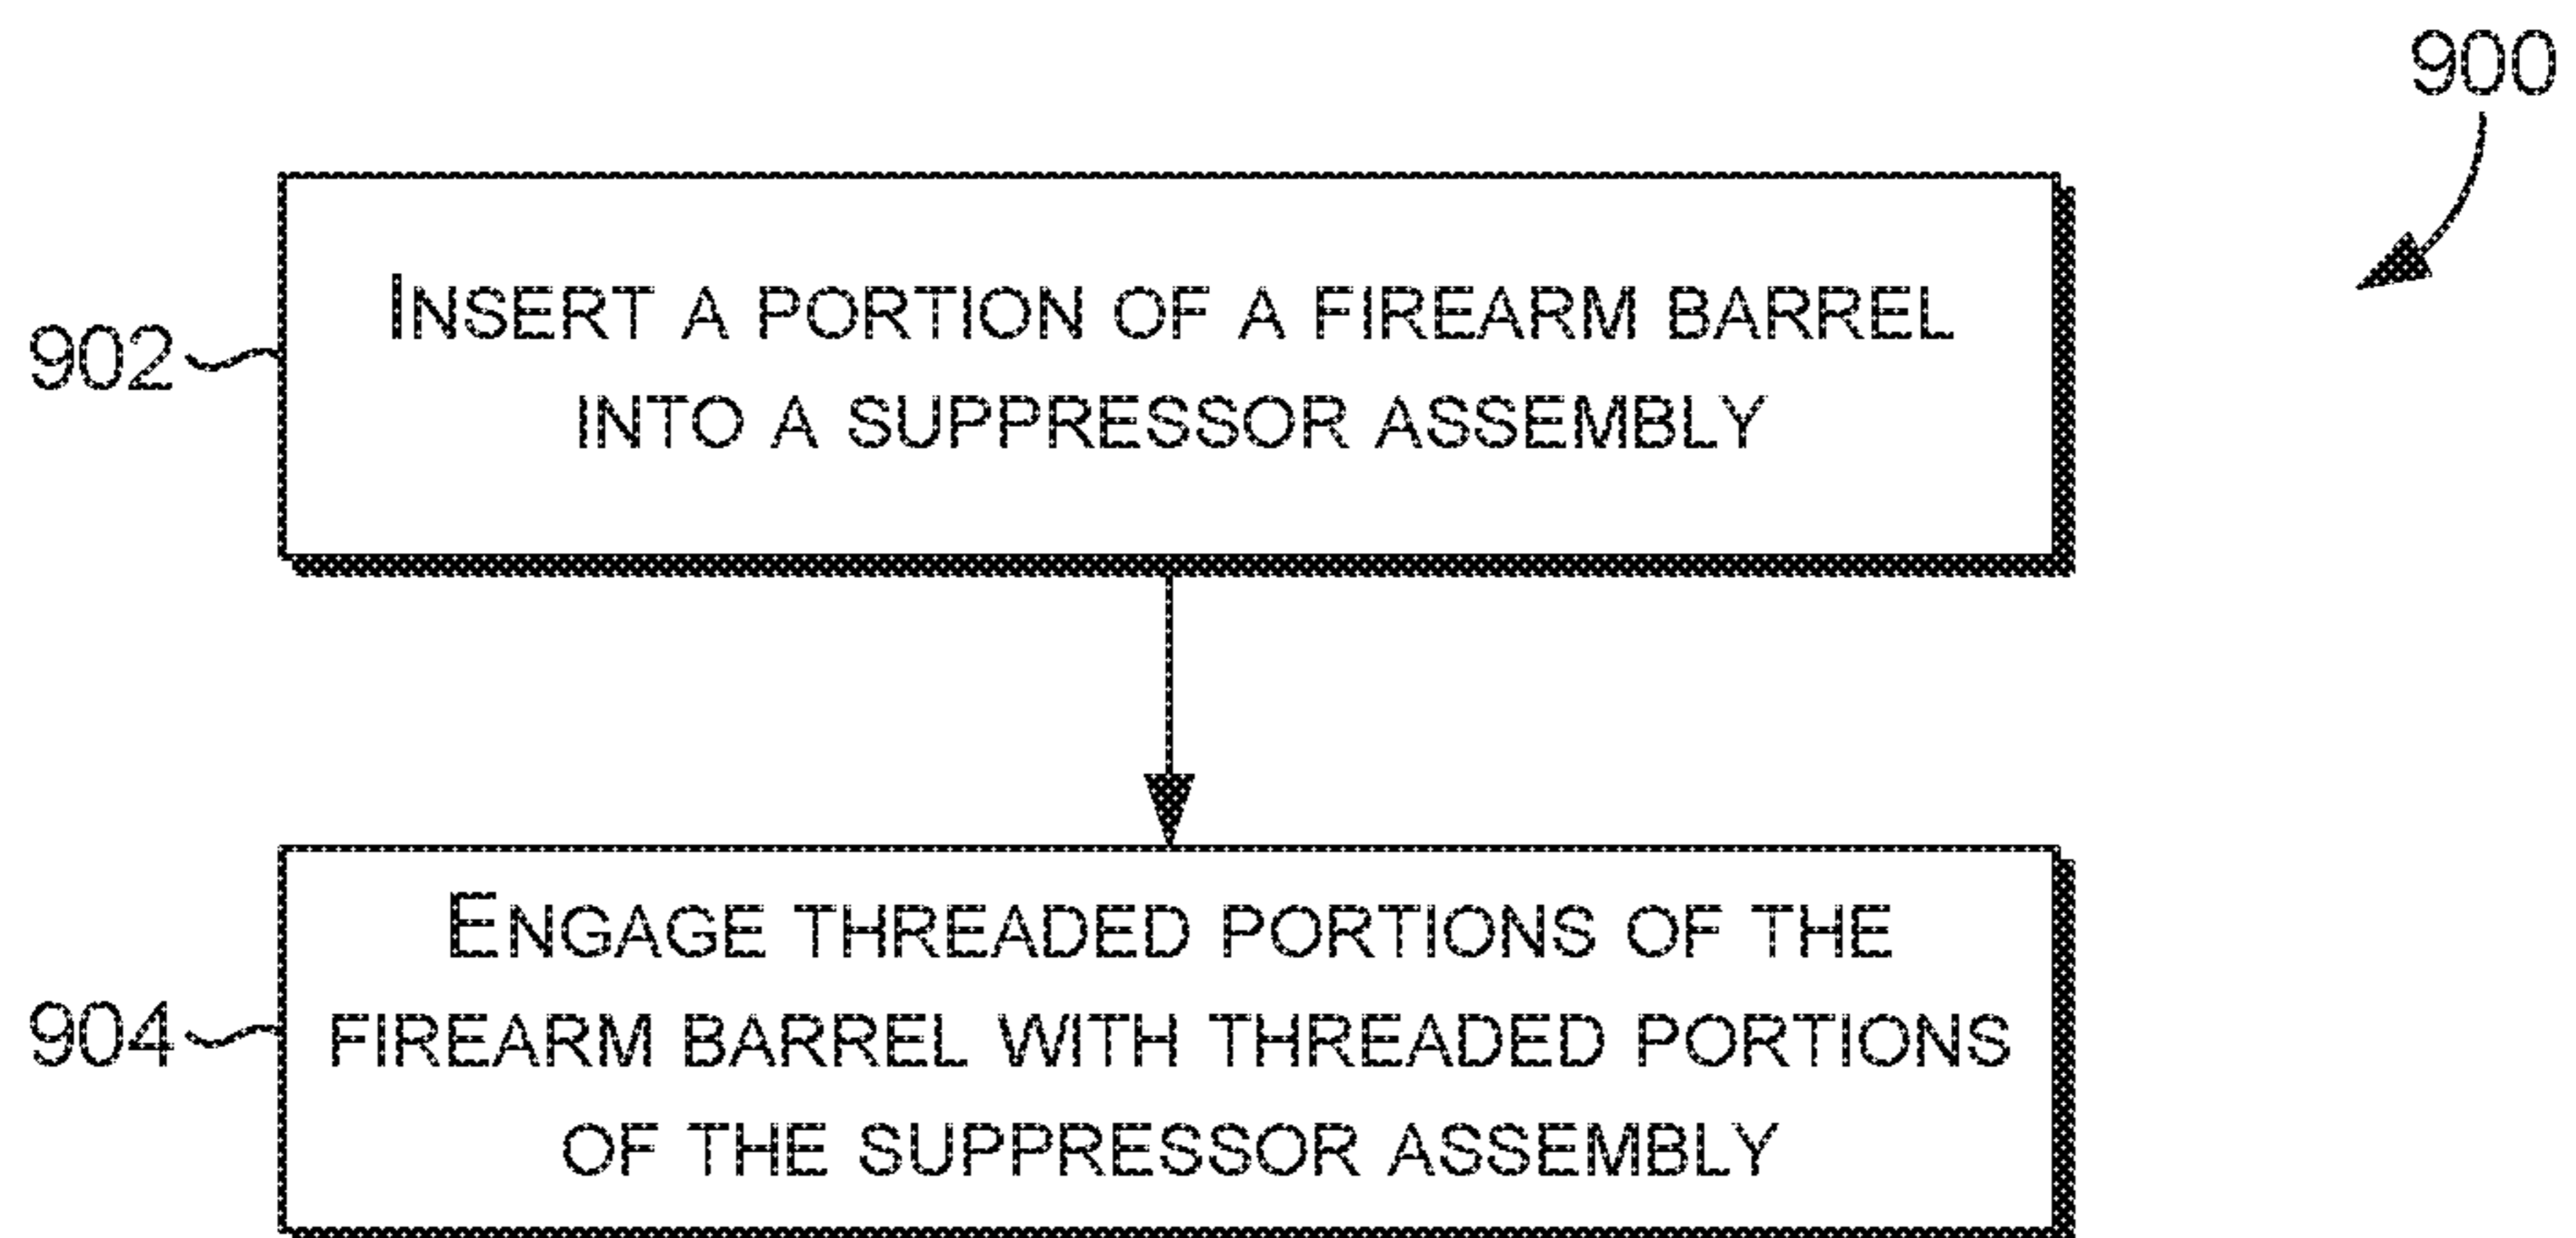 900
902
INSERT A PORTION OF A FIREARM BARREL
INTO A SUPPRESSOR ASSEMBLY
904
ENGAGE THREADED PORTIONS OF THE
FIREARM BARREL WITH THREADED PORTIONS
OF THE SUPPRESSOR ASSEMBLY